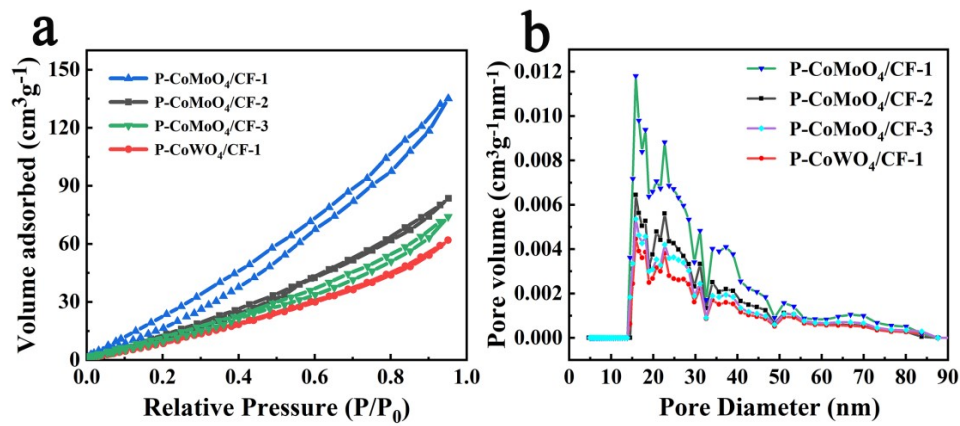 a
Volume adsorbed (cm³g⁻¹)
150
120
90
60
30
0
P-CoMoO₄/CF-1
P-CoMoO₄/CF-2
P-CoMoO₄/CF-3
P-CoWO₄/CF-1
0.0 0.2 0.4 0.6 0.8 1.0
Relative Pressure (P/P₀)
b
Pore volume (cm³g⁻¹nm⁻¹)
0.012
0.010
0.008
0.006
0.004
0.002
0.000
P-CoMoO₄/CF-1
P-CoMoO₄/CF-2
P-CoMoO₄/CF-3
P-CoWO₄/CF-1
0 10 20 30 40 50 60 70 80 90
Pore Diameter (nm)